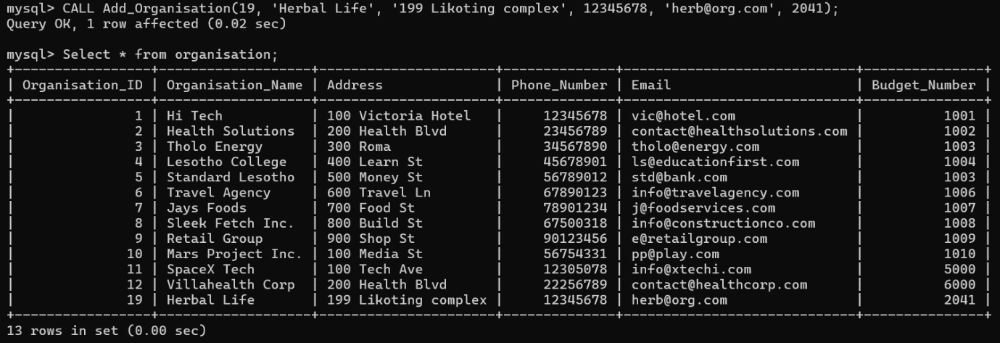 mysql> CALL Add_Organisation(19, 'Herbal Life', '199 Likoting complex', 12345678, 'herb@org.com', 2041);
Query OK, 1 row affected (0.02 sec)
mysql> Select * from organisation;
+-----------------+-------------------+----------------------+--------------+-----------------------------+---------------+
| Organisation_ID | Organisation_Name | Address              | Phone_Number | Email                       | Budget_Number |
+-----------------+-------------------+----------------------+--------------+-----------------------------+---------------+
|               1 | Hi Tech           | 100 Victoria Hotel   |     12345678 | vic@hotel.com               |          1001 |
|               2 | Health Solutions  | 200 Health Blvd      |     23456789 | contact@healthsolutions.com |          1002 |
|               3 | Tholo Energy      | 300 Roma             |     34567890 | tholo@energy.com            |          1003 |
|               4 | Lesotho College   | 400 Learn St         |     45678901 | ls@educationfirst.com       |          1004 |
|               5 | Standard Lesotho  | 500 Money St         |     56789012 | std@bank.com                |          1003 |
|               6 | Travel Agency     | 600 Travel Ln        |     67890123 | info@travelagency.com       |          1006 |
|               7 | Jays Foods        | 700 Food St          |     78901234 | j@foodservices.com          |          1007 |
|               8 | Sleek Fetch Inc.  | 800 Build St         |     67500318 | info@constructionco.com     |          1008 |
|               9 | Retail Group      | 900 Shop St          |     90123456 | e@retailgroup.com           |          1009 |
|              10 | Mars Project Inc. | 100 Media St         |     56754331 | pp@play.com                 |          1010 |
|              11 | SpaceX Tech       | 100 Tech Ave         |     12305078 | info@xtechi.com             |          5000 |
|              12 | Villahealth Corp  | 200 Health Blvd      |     22256789 | contact@healthcorp.com      |          6000 |
|              19 | Herbal Life       | 199 Likoting complex |     12345678 | herb@org.com                |          2041 |
+-----------------+-------------------+----------------------+--------------+-----------------------------+---------------+
13 rows in set (0.00 sec)